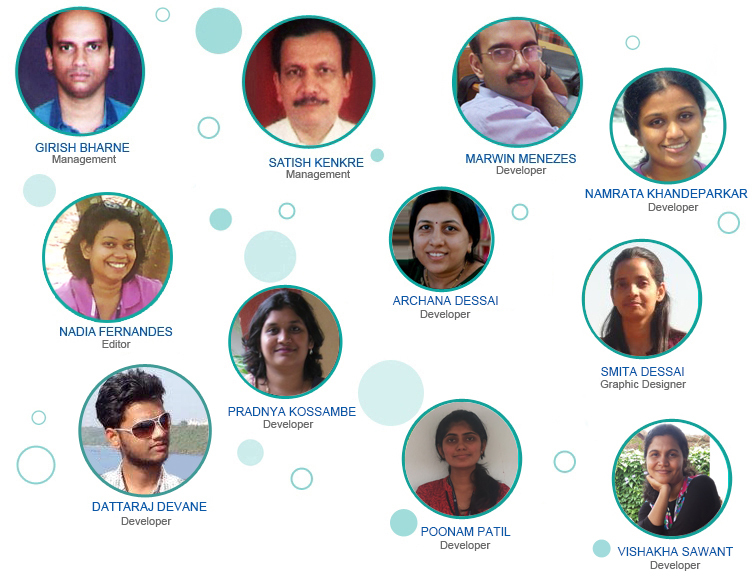 GIRISH BHARNE
Management
SATISH KENKRE
Management
MARWIN MENEZES
Developer
NAMRATA KHANDEPARKAR
Developer
NADIA FERNANDES
Editor
ARCHANA DESSAI
Developer
SMITA DESSAI
Graphic Designer
PRADNYA KOSSAMBE
Developer
DATTARAJ DEVANE
Developer
POONAM PATIL
Developer
VISHAKHA SAWANT
Developer